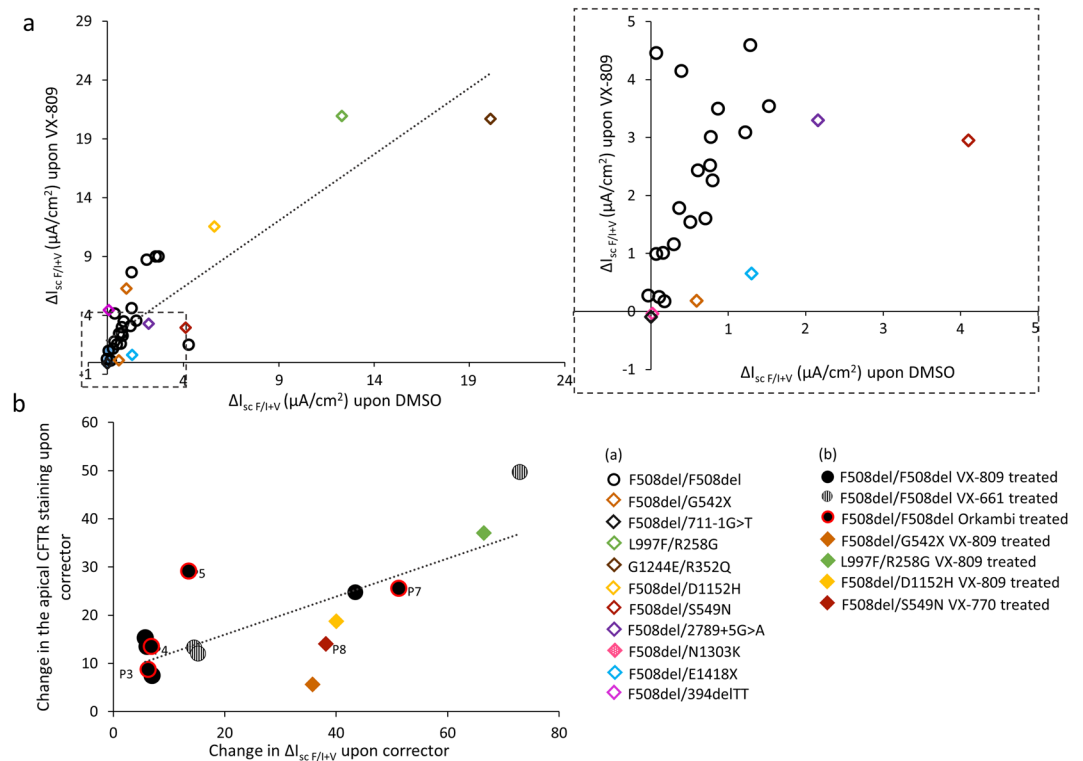 a
29
24
19
14
9
4
-1
4
9
14
19
24
ΔIsc F/I+V (µA/cm²) upon VX-809
ΔIsc F/I+V (µA/cm²) upon DMSO
5
4
3
2
1
0
-1
0
1
2
3
4
5
ΔIsc F/I+V (µA/cm²) upon VX-809
ΔIsc F/I+V (µA/cm²) upon DMSO
b
60
50
40
30
20
10
0
0
20
40
60
80
Change in the apical CFTR staining upon
corrector
Change in ΔIsc F/I+V upon corrector
5
P7
4
P8
P3
(a)
F508del/F508del
F508del/G542X
F508del/711-1G>T
L997F/R258G
G1244E/R352Q
F508del/D1152H
F508del/S549N
F508del/2789+5G>A
F508del/N1303K
F508del/E1418X
F508del/394delTT
(b)
F508del/F508del VX-809 treated
F508del/F508del VX-661 treated
F508del/F508del Orkambi treated
F508del/G542X VX-809 treated
L997F/R258G VX-809 treated
F508del/D1152H VX-809 treated
F508del/S549N VX-770 treated